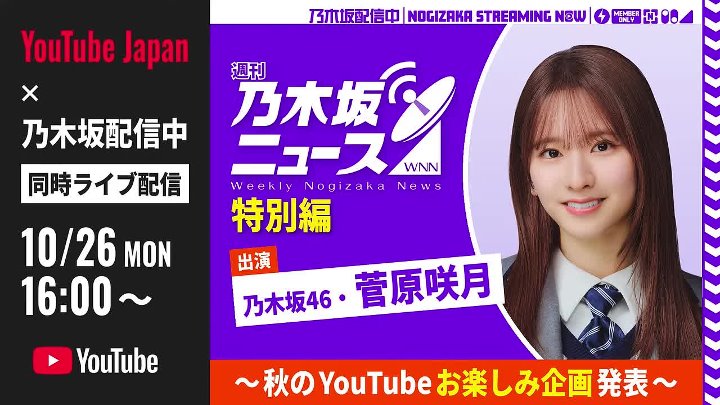 YouTube Japan
×
乃木坂配信中
同時ライブ配信
10/26 MON
16:00～
YouTube
乃木坂配信中 | NOGIZAKA STREAMING NOW | MEMBER ONLY
週刊
乃木坂
ニュース
WNN
Weekly Nogizaka News
特別編
出演
乃木坂46・菅原咲月
～秋のYouTubeお楽しみ企画発表～